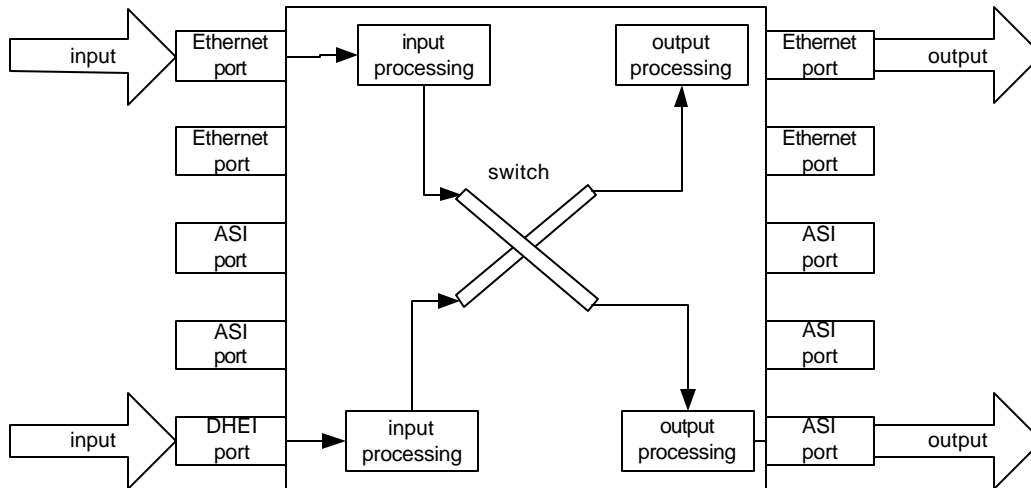 input
Ethernet
port
input
processing
output
processing
Ethernet
port
output
Ethernet
port
Ethernet
port
switch
ASI
port
ASI
port
ASI
port
ASI
port
input
DHEI
port
input
processing
output
processing
ASI
port
output